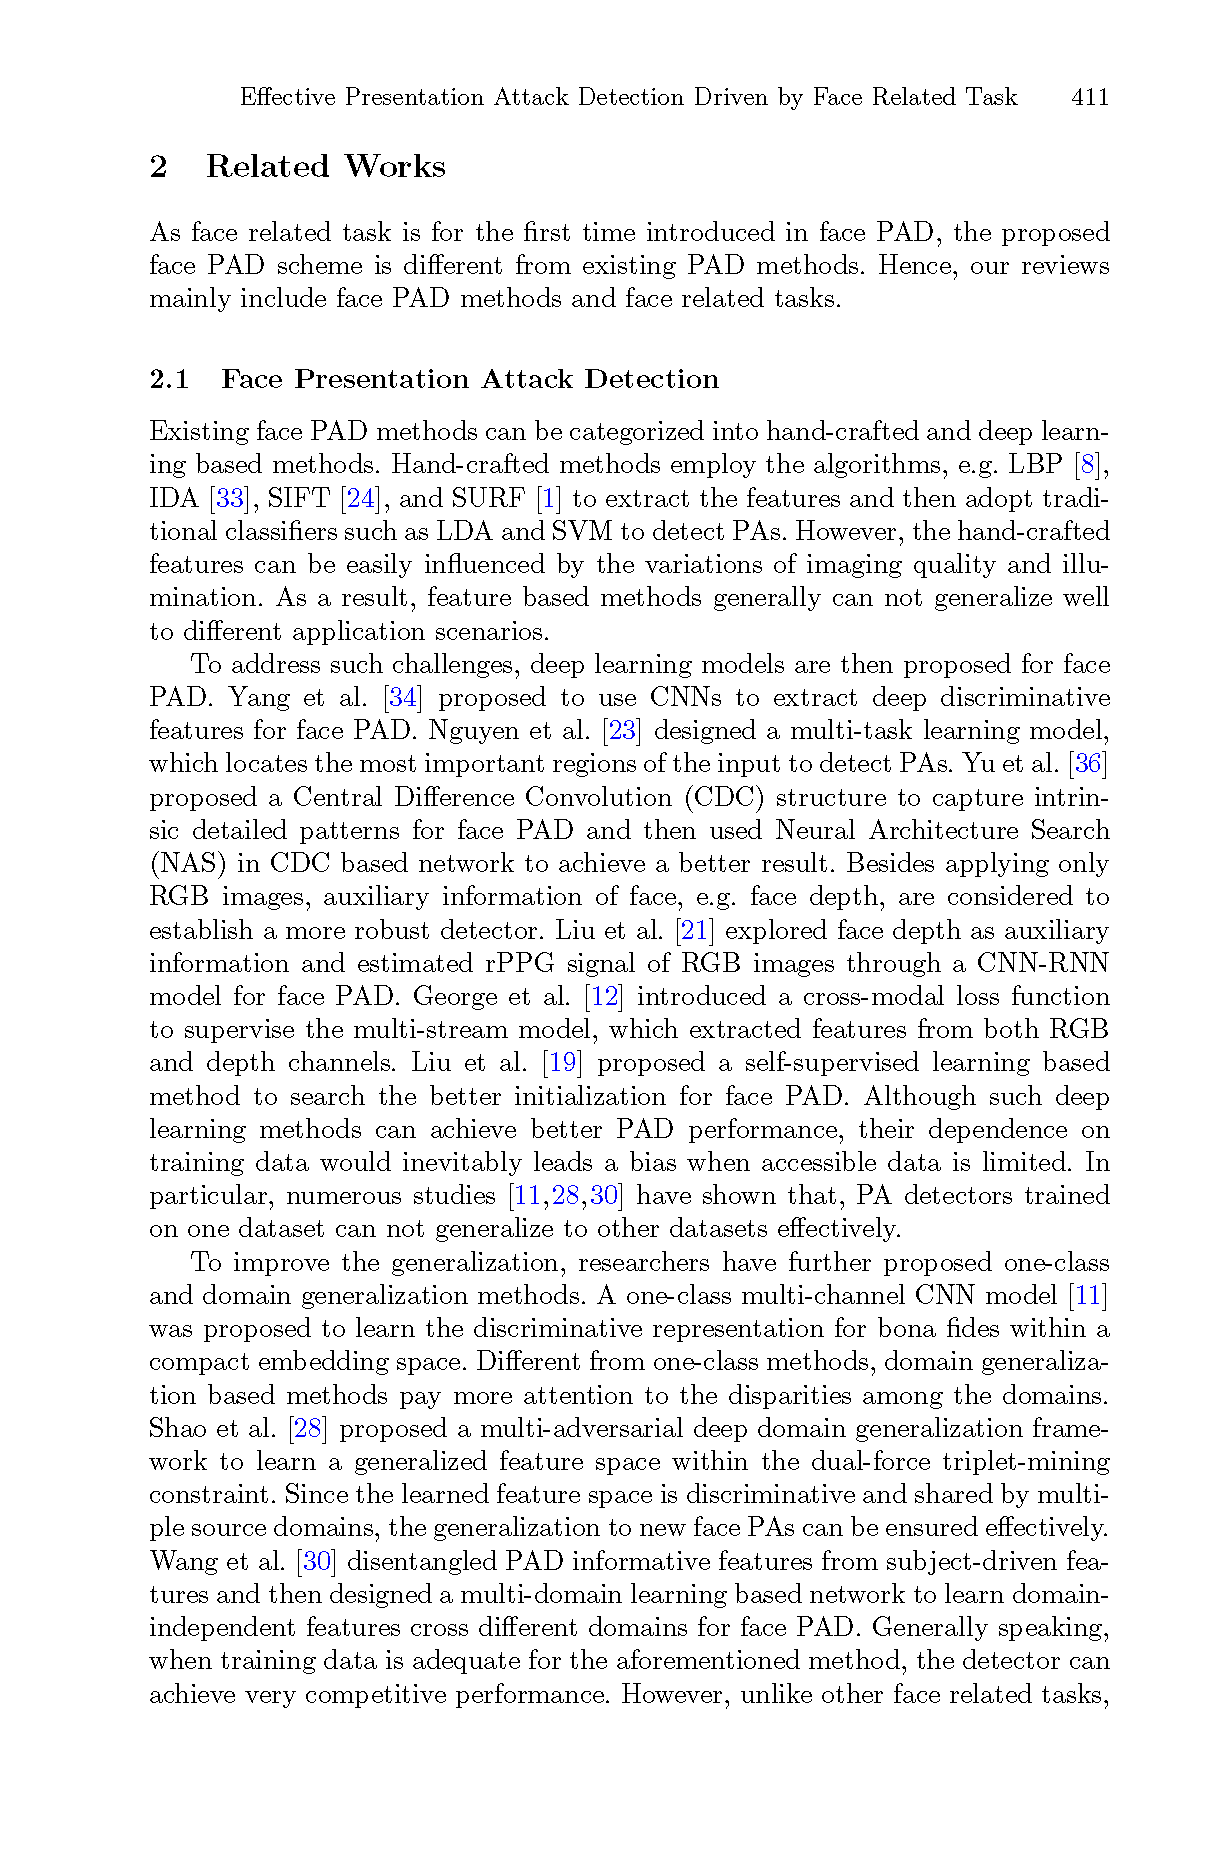 Effective Presentation Attack Detection Driven by Face Related Task 411
2 Related Works
As face related task is for the first time introduced in face PAD, the proposed
face PAD scheme is different from existing PAD methods. Hence, our reviews
mainly include face PAD methods and face related tasks.
2.1 Face Presentation Attack Detection
Existing face PAD methods can be categorized into hand-crafted and deep learn-
ing based methods. Hand-crafted methods employ the algorithms, e.g. LBP [8],
IDA [33], SIFT [24], and SURF [1] to extract the features and then adopt tradi-
tional classifiers such as LDA and SVM to detect PAs. However, the hand-crafted
features can be easily influenced by the variations of imaging quality and illu-
mination. As a result, feature based methods generally can not generalize well
to different application scenarios.
To address such challenges, deep learning models are then proposed for face
PAD. Yang et al. [34] proposed to use CNNs to extract deep discriminative
features for face PAD. Nguyen et al. [23] designed a multi-task learning model,
which locates the most important regions of the input to detect PAs. Yu et al. [36]
proposed a Central Difference Convolution (CDC) structure to capture intrin-
sic detailed patterns for face PAD and then used Neural Architecture Search
(NAS) in CDC based network to achieve a better result. Besides applying only
RGB images, auxiliary information of face, e.g. face depth, are considered to
establish a more robust detector. Liu et al. [21] explored face depth as auxiliary
information and estimated rPPG signal of RGB images through a CNN-RNN
model for face PAD. George et al. [12] introduced a cross-modal loss function
to supervise the multi-stream model, which extracted features from both RGB
and depth channels. Liu et al. [19] proposed a self-supervised learning based
method to search the better initialization for face PAD. Although such deep
learning methods can achieve better PAD performance, their dependence on
training data would inevitably leads a bias when accessible data is limited. In
particular, numerous studies [11,28,30] have shown that, PA detectors trained
on one dataset can not generalize to other datasets effectively.
To improve the generalization, researchers have further proposed one-class
and domain generalization methods. A one-class multi-channel CNN model [11]
was proposed to learn the discriminative representation for bona fides within a
compact embedding space. Different from one-class methods, domain generaliza-
tion based methods pay more attention to the disparities among the domains.
Shao et al. [28] proposed a multi-adversarial deep domain generalization frame-
work to learn a generalized feature space within the dual-force triplet-mining
constraint. Since the learned feature space is discriminative and shared by multi-
ple source domains, the generalization to new face PAs can be ensured effectively.
Wang et al. [30] disentangled PAD informative features from subject-driven fea-
tures and then designed a multi-domain learning based network to learn domain-
independent features cross different domains for face PAD. Generally speaking,
when training data is adequate for the aforementioned method, the detector can
achieve very competitive performance. However, unlike other face related tasks,